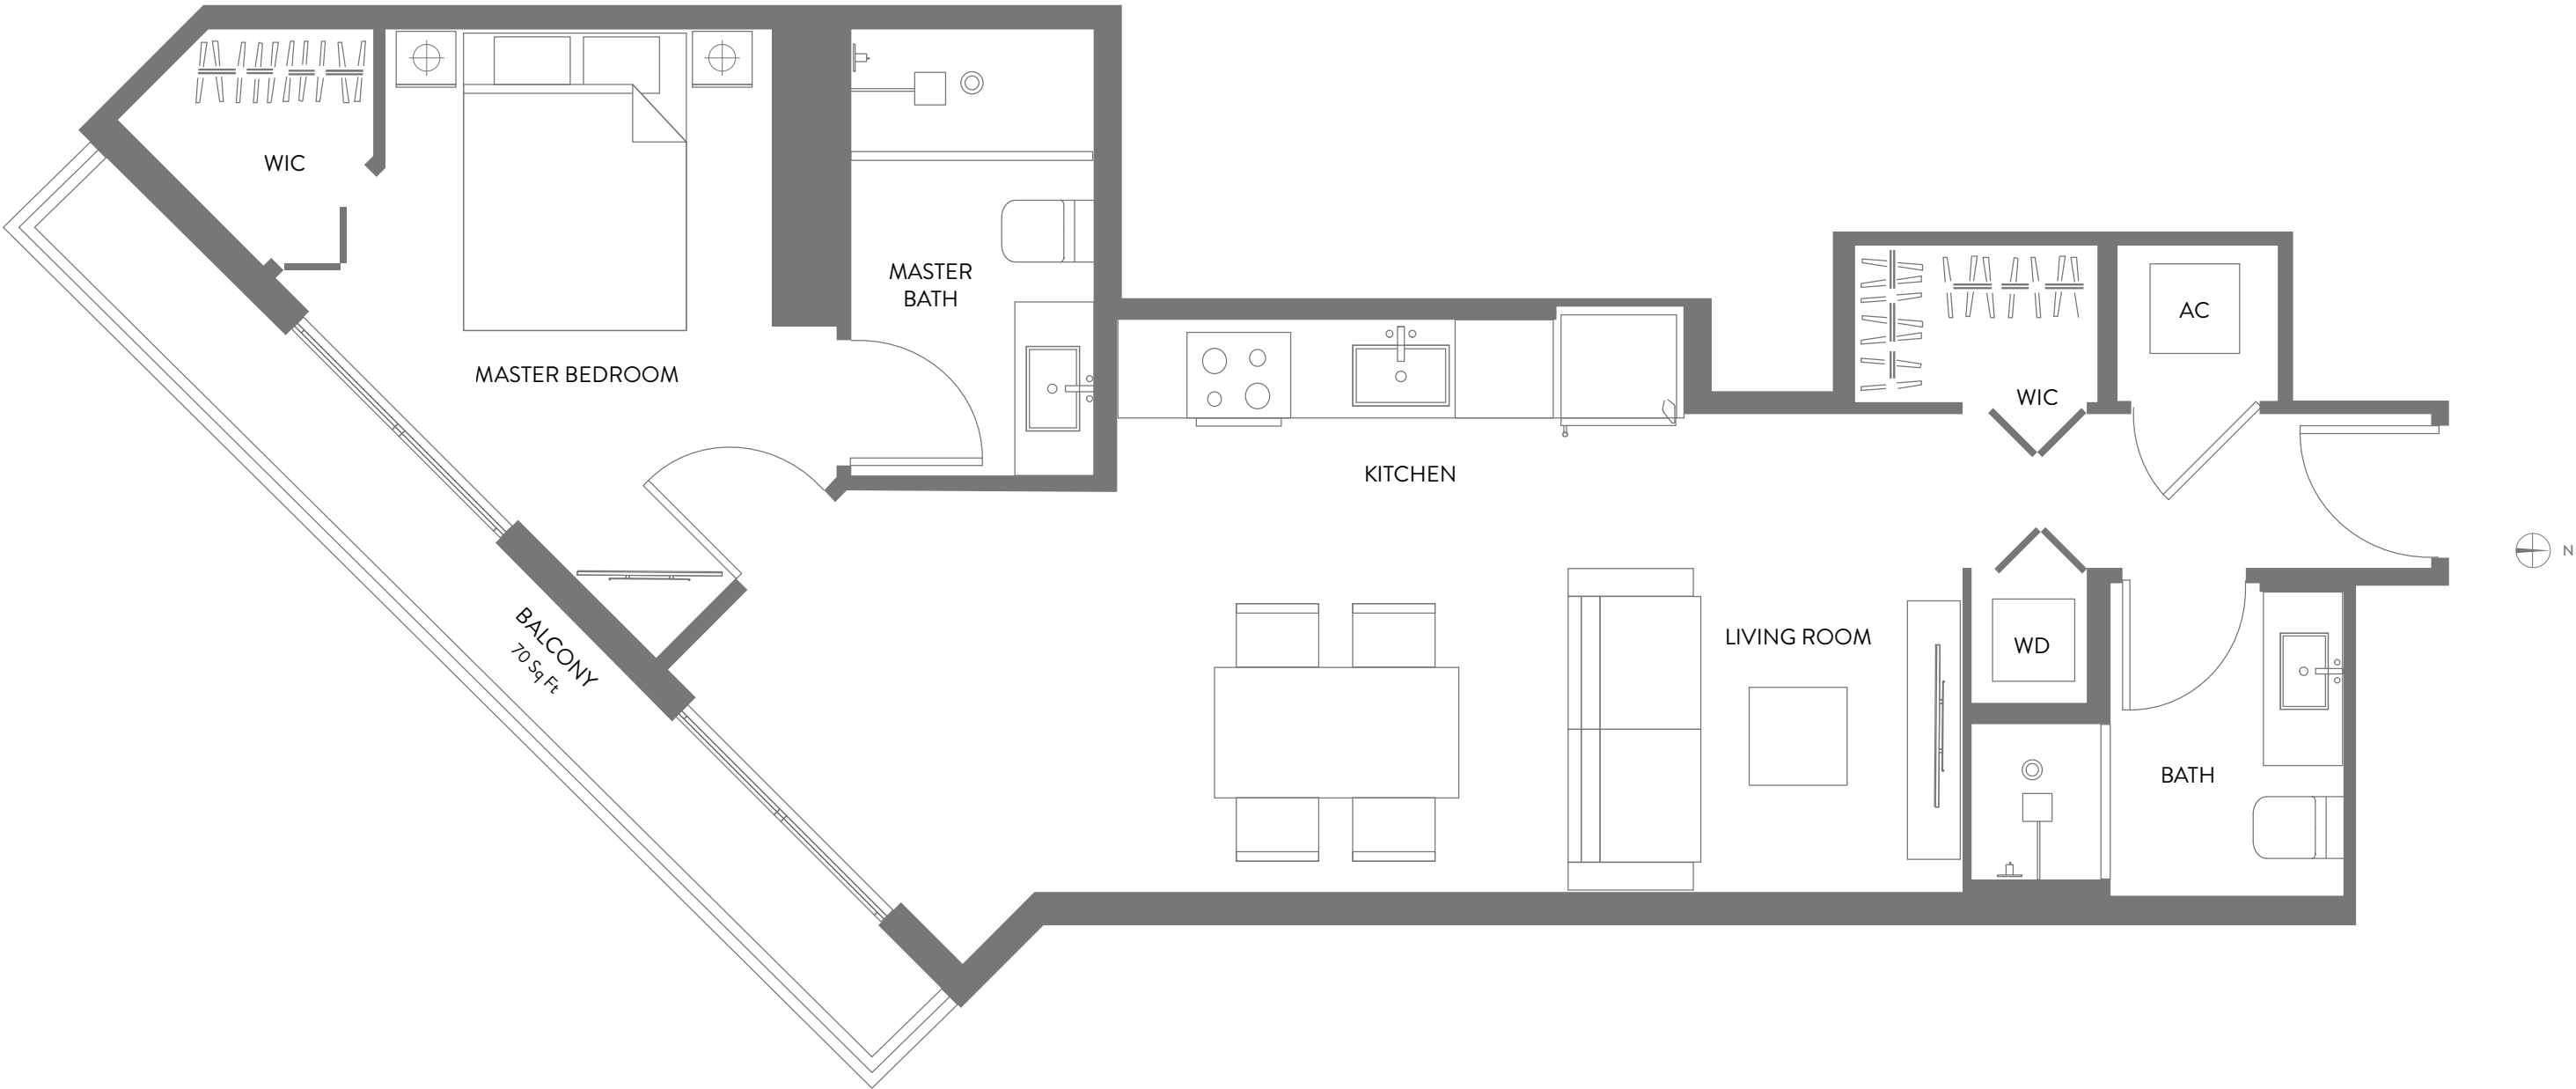 WIC
MASTER
BATH
MASTER BEDROOM
AC
WIC
KITCHEN
N
BALCONY
70 Sq Ft
LIVING ROOM
WD
BATH